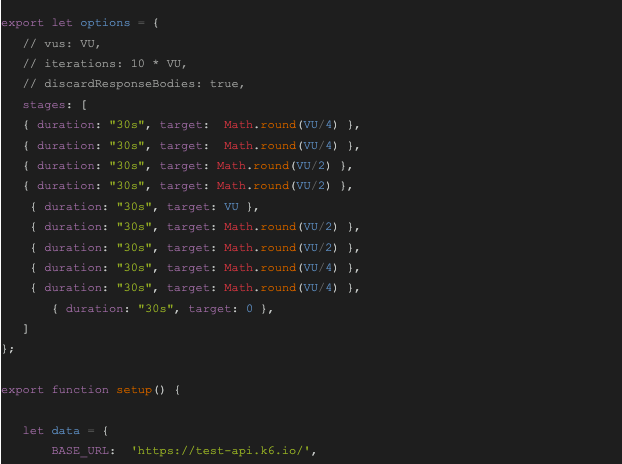 export let options = {
// vus: VU,
// iterations: 10 * VU,
// discardResponseBodies: true,
stages: [
{ duration: "30s", target:  Math.round(VU/4) },
{ duration: "30s", target:  Math.round(VU/4) },
{ duration: "30s", target: Math.round(VU/2) },
{ duration: "30s", target: Math.round(VU/2) },
{ duration: "30s", target: VU },
{ duration: "30s", target: Math.round(VU/2) },
{ duration: "30s", target: Math.round(VU/2) },
{ duration: "30s", target: Math.round(VU/4) },
{ duration: "30s", target: Math.round(VU/4) },
{ duration: "30s", target: 0 },
]
};
export function setup() {
let data = {
BASE_URL:  'https://test-api.k6.io/',